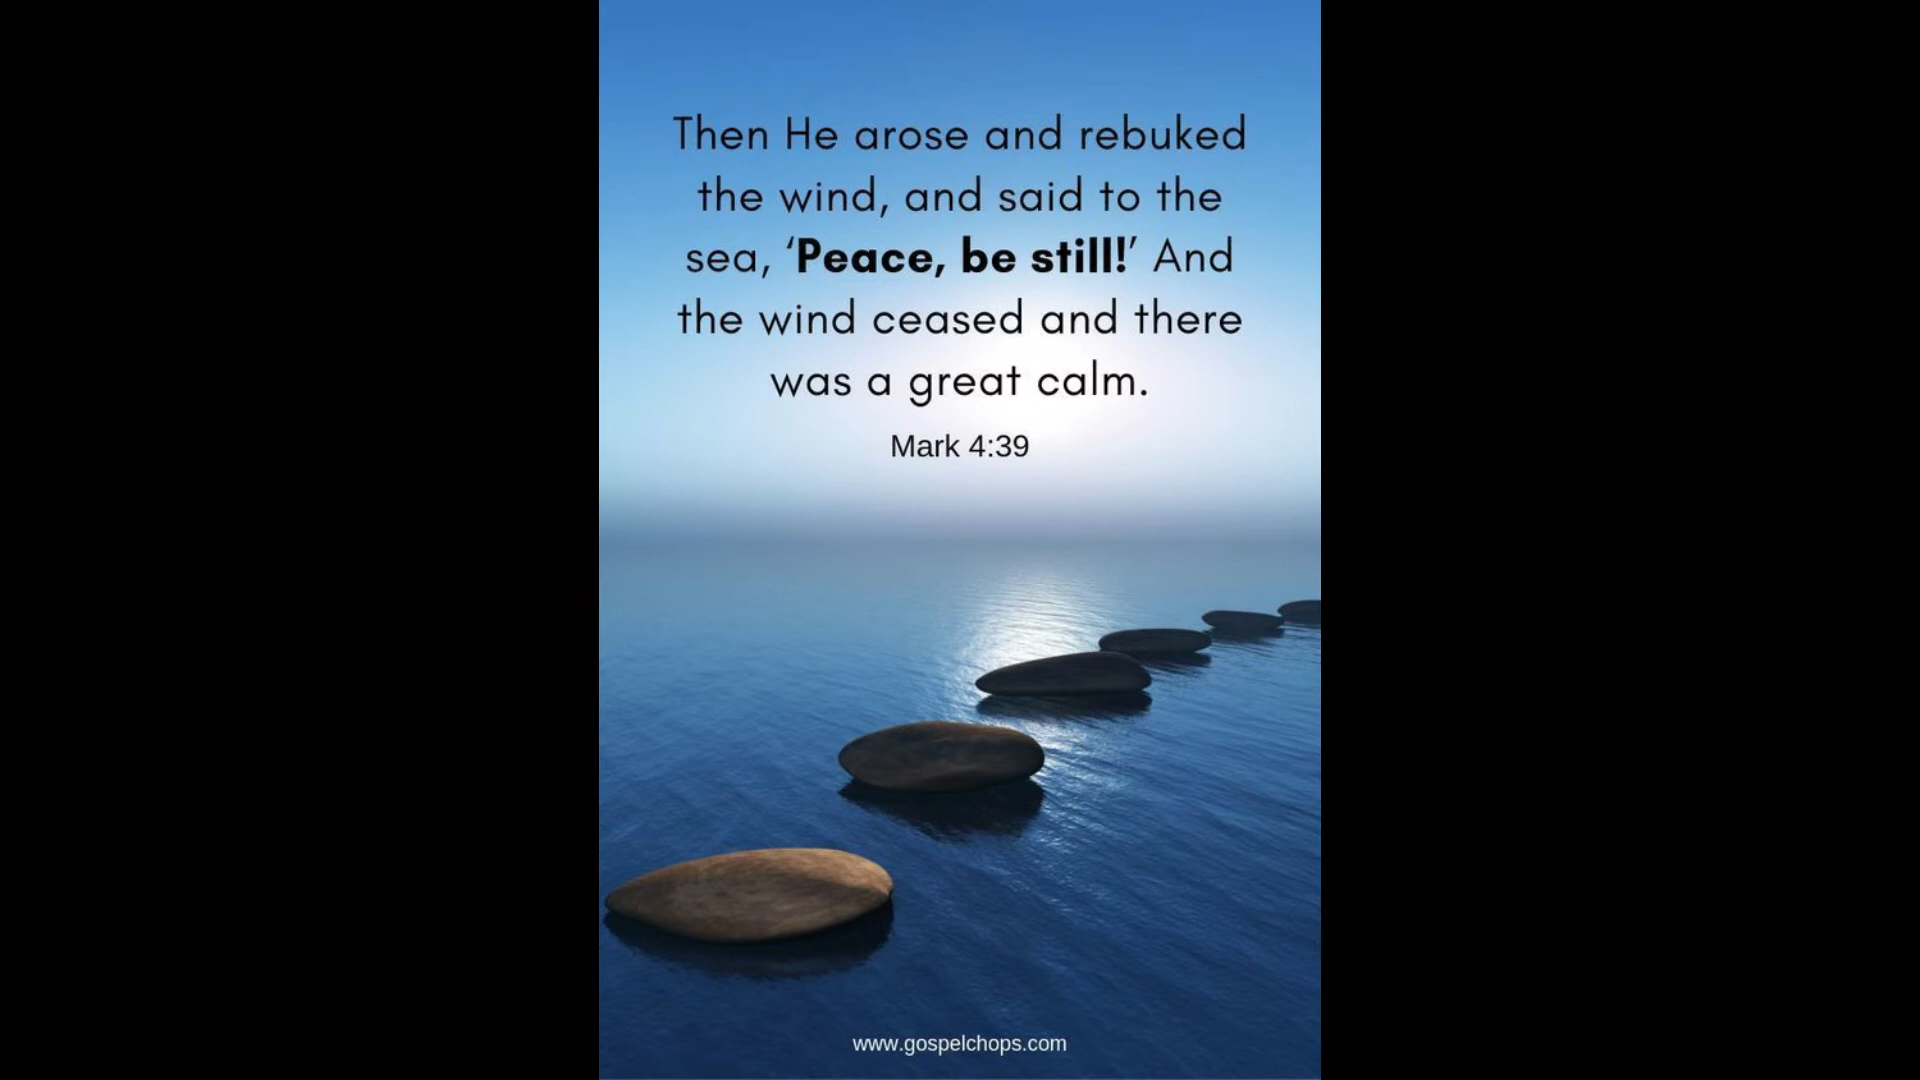 Then He arose and rebuked
the wind, and said to the
sea, ‘Peace, be still!’ And
the wind ceased and there
was a great calm.
Mark 4:39
www.gospelchops.com